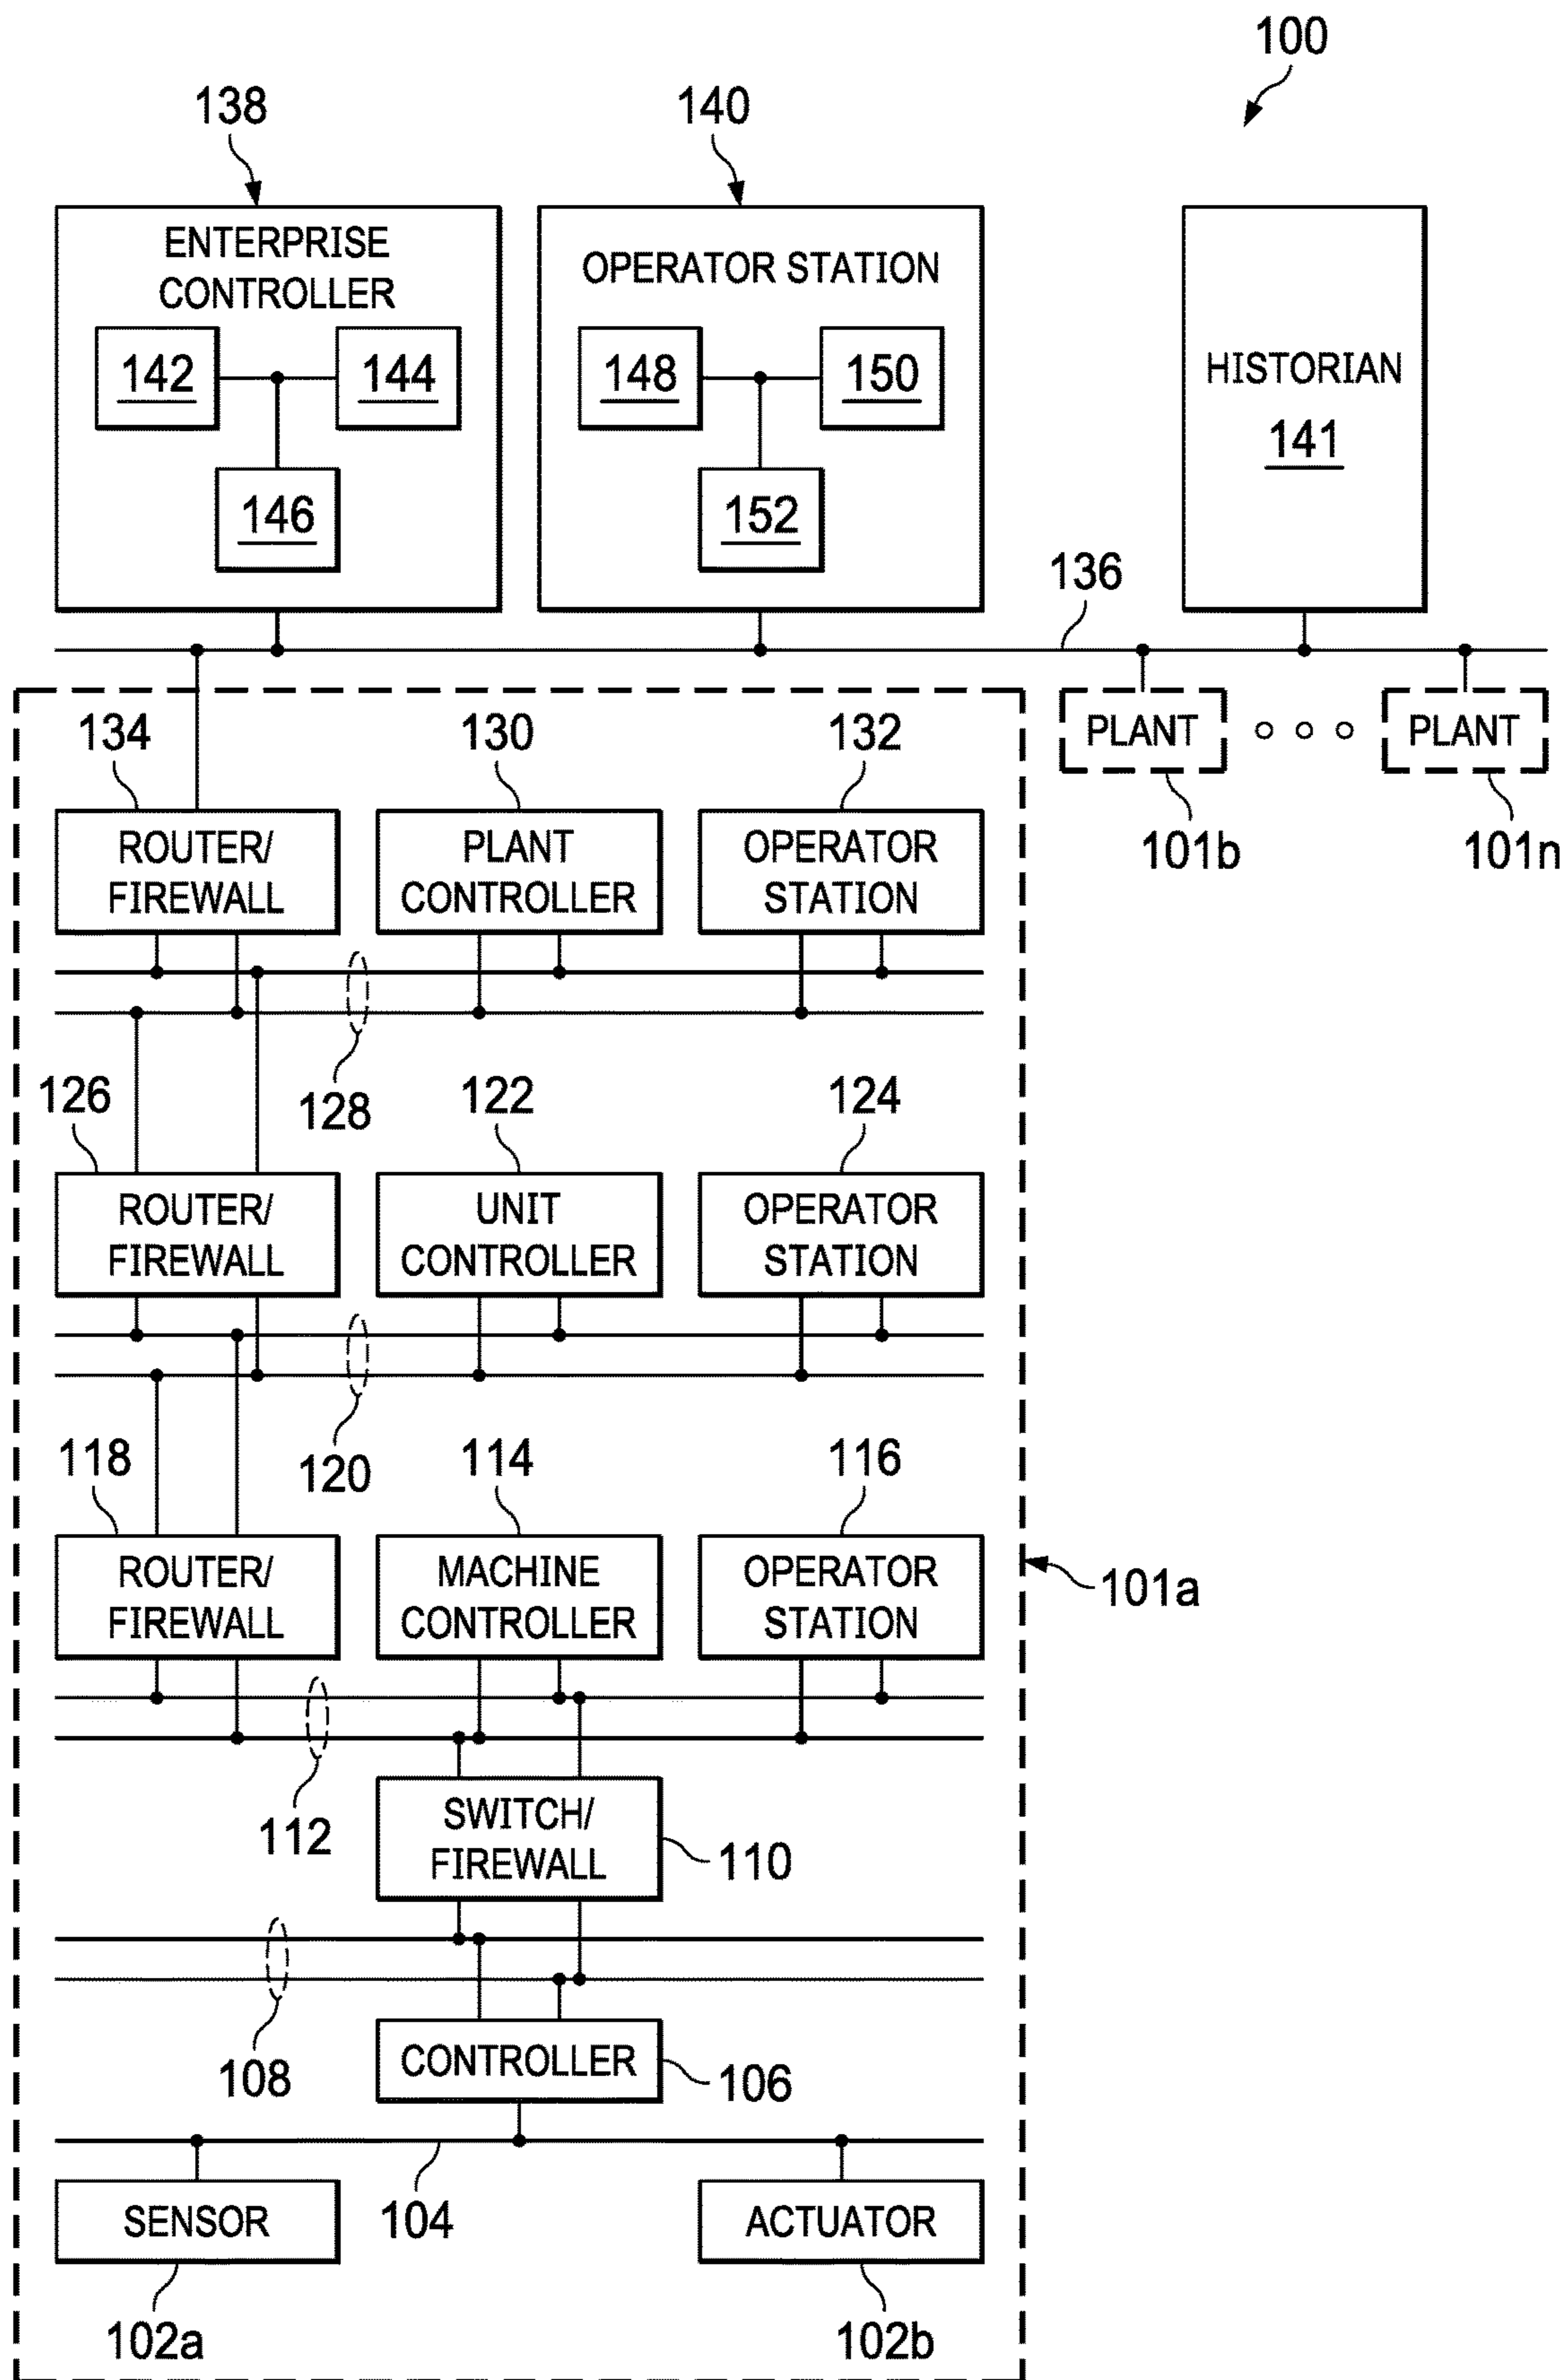 100
138
140
ENTERPRISE
CONTROLLER
142
144
146
OPERATOR STATION
148
150
152
HISTORIAN
141
136
134
130
132
PLANT
PLANT
101b
101n
ROUTER/
FIREWALL
PLANT
CONTROLLER
OPERATOR
STATION
128
126
122
124
ROUTER/
FIREWALL
UNIT
CONTROLLER
OPERATOR
STATION
120
118
114
116
ROUTER/
FIREWALL
MACHINE
CONTROLLER
OPERATOR
STATION
101a
112
SWITCH/
FIREWALL
110
108
CONTROLLER
106
104
SENSOR
ACTUATOR
102a
102b